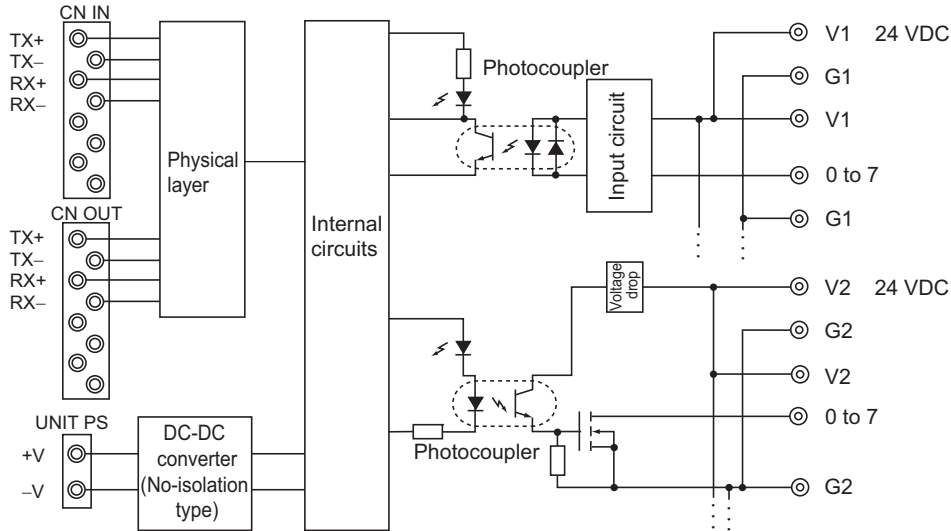 CN IN
TX+
TX−
RX+
RX−
CN OUT
TX+
TX−
RX+
RX−
UNIT PS
+V
−V
Physical
layer
DC-DC
converter
(No-isolation
type)
Internal
circuits
Photocoupler
Input circuit
V1 24 VDC
G1
V1
0 to 7
G1
Voltage
drop
Photocoupler
V2 24 VDC
G2
V2
0 to 7
G2